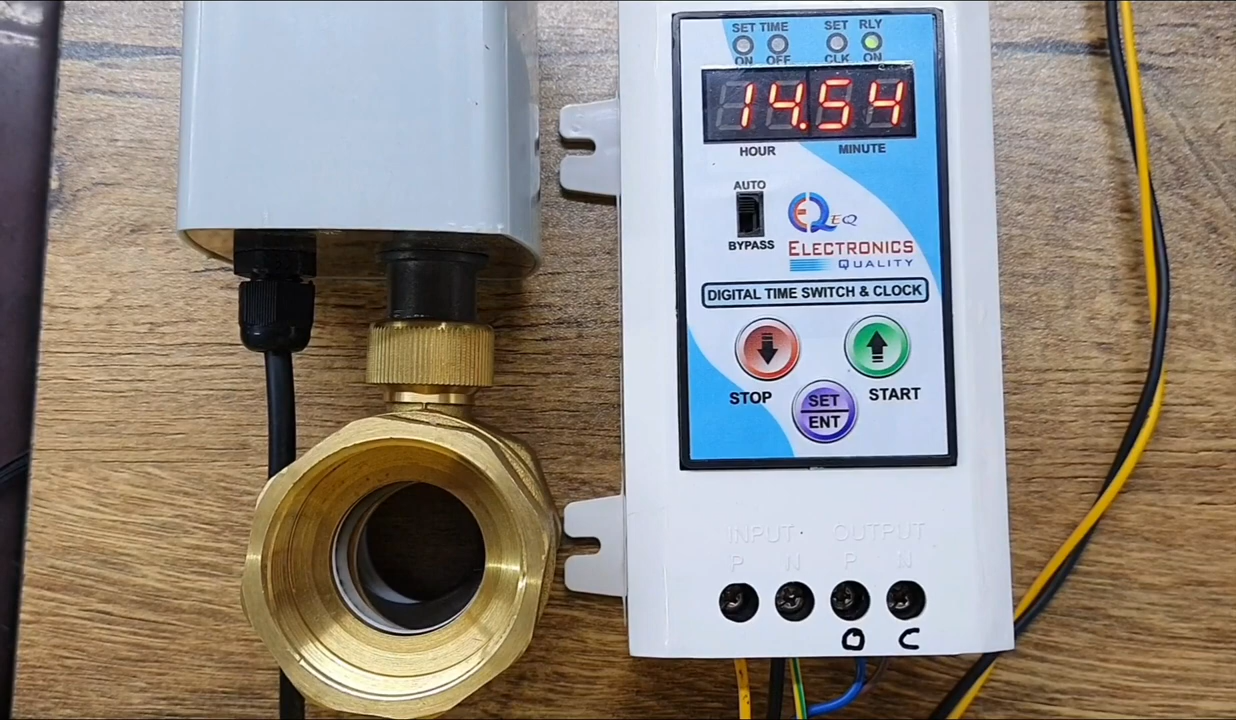 SET TIME SET RLY
ON OFF CLK ON
14.54
HOUR MINUTE
AUTO
BYPASS
EQ EQ
ELECTRONICS
QUALITY
DIGITAL TIME SWITCH & CLOCK
STOP START
SET
ENT
INPUT OUTPUT
P N P N
O C